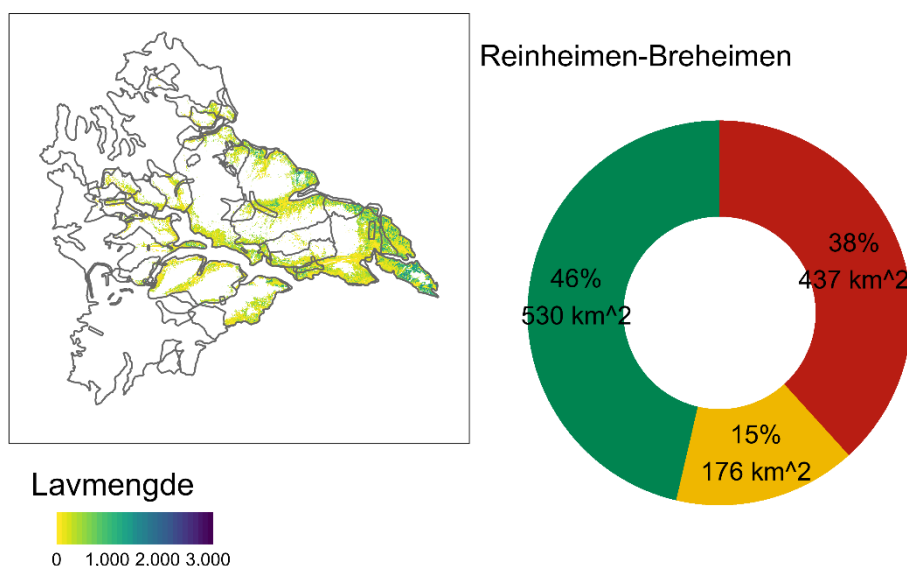 Reinheimen-Breheimen
38%
437 km^2
46%
530 km^2
15%
176 km^2
Lavmengde
0 1.000 2.000 3.000